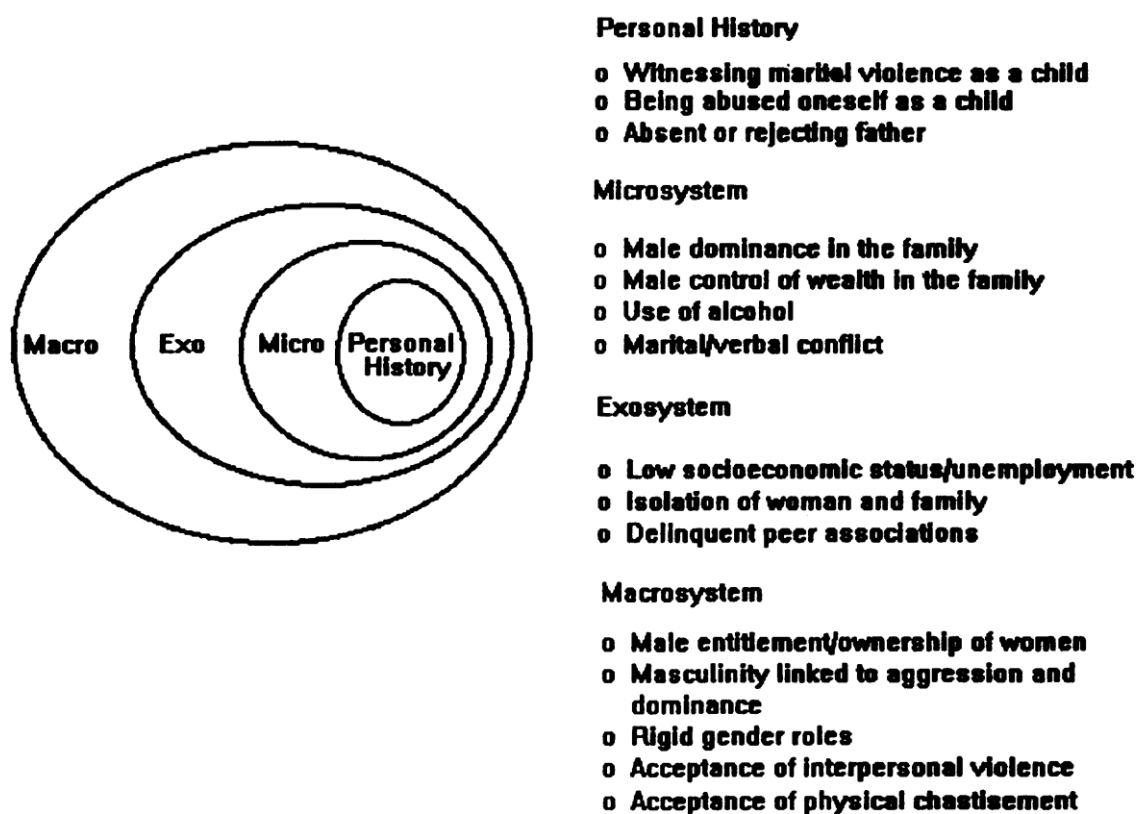 Macro
Exo
Micro
Personal
History
Personal History
o Witnessing marital violence as a child
o Being abused oneself as a child
o Absent or rejecting father
Microsystem
o Male dominance in the family
o Male control of wealth in the family
o Use of alcohol
o Marital/verbal conflict
Exosystem
o Low socioeconomic status/unemployment
o Isolation of woman and family
o Delinquent peer associations
Macrosystem
o Male entitlement/ownership of women
o Masculinity linked to aggression and
dominance
o Rigid gender roles
o Acceptance of interpersonal violence
o Acceptance of physical chastisement